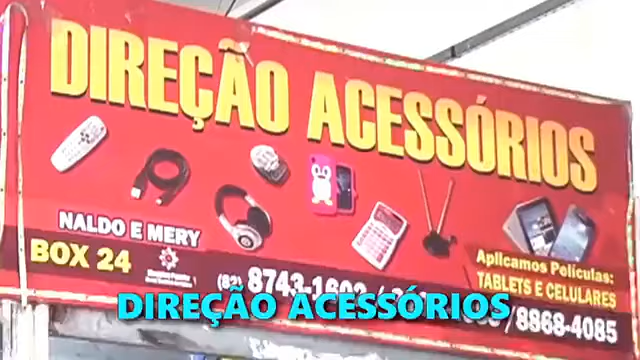 DIREÇÃO ACESSÓRIOS
NALDO E MERY
BOX 24
Aplicamos Películas:
TABLETS E CELULARES
(82) 8743-1602 / 8868-4085
DIREÇÃO ACESSÓRIOS